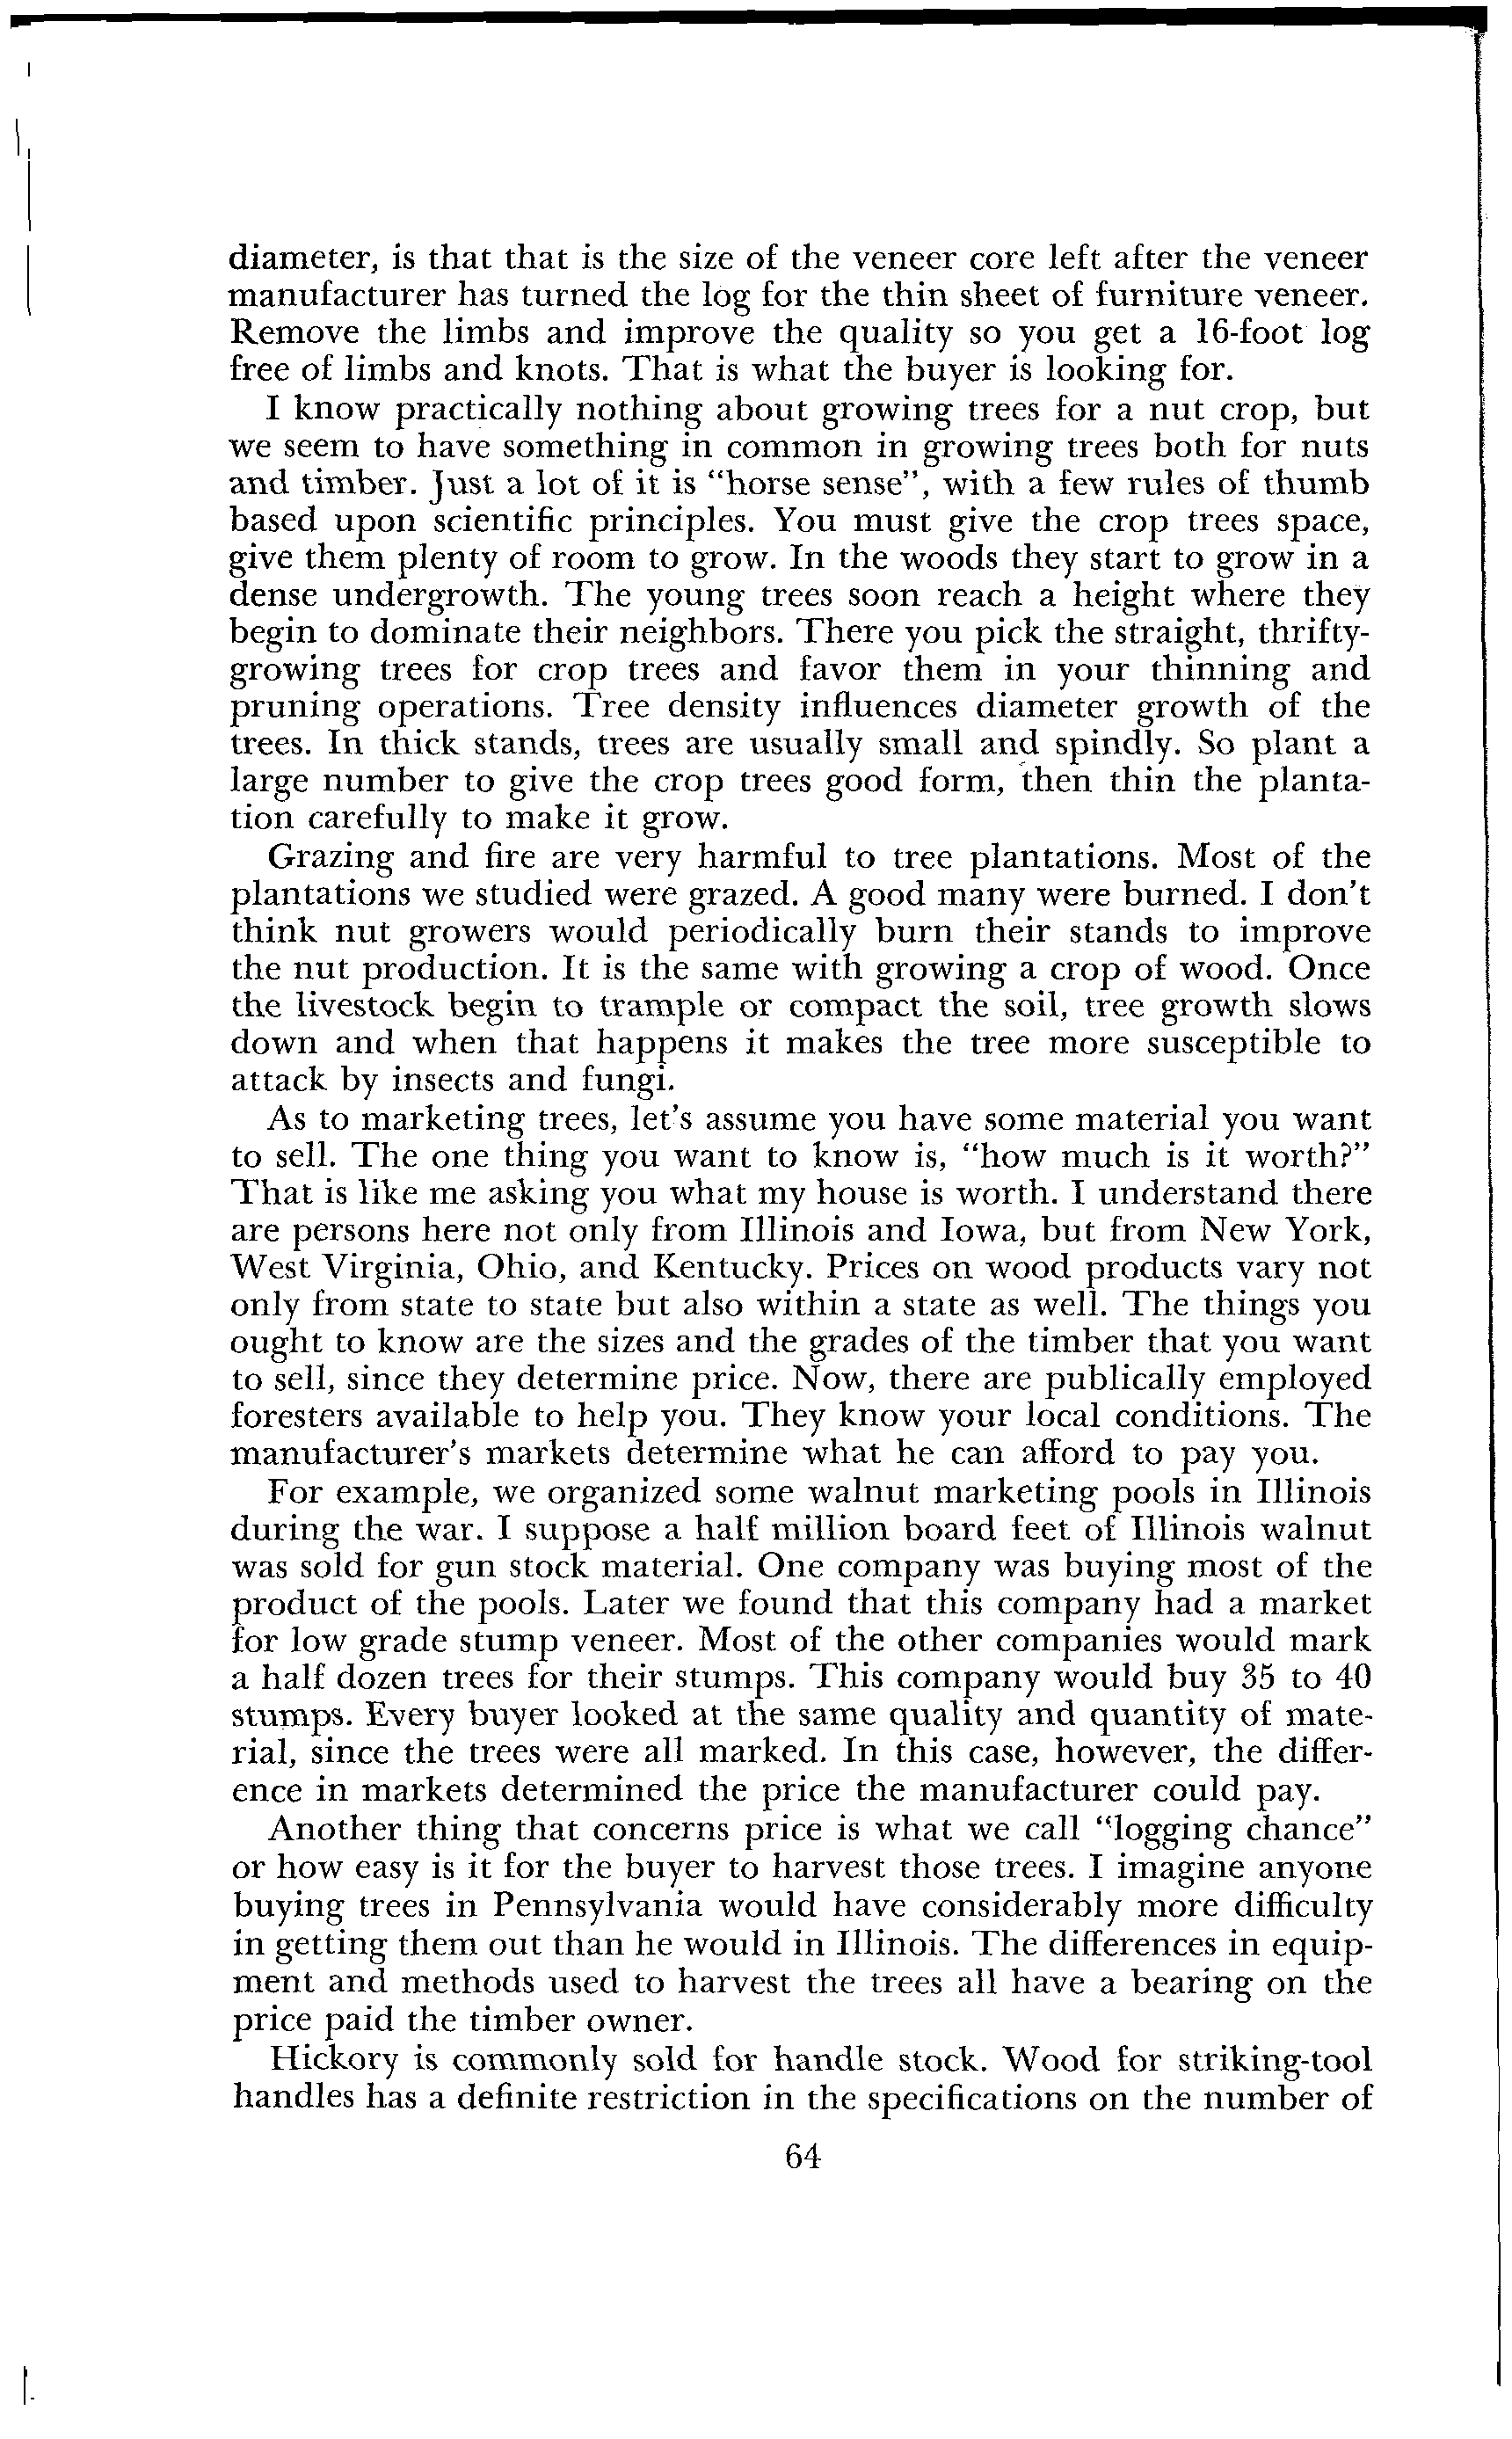 diameter, is that that is the size of the veneer core left after the veneer
manufacturer has turned the log for the thin sheet of furniture veneer.
Remove the limbs and improve the quality so you get a 16-foot log
free of limbs and knots. That is what the buyer is looking for.
I know practically nothing about growing trees for a nut crop, but
we seem to have something in common in growing trees both for nuts
and timber. Just a lot of it is "horse sense", with a few rules of thumb
based upon scientific principles. You must give the crop trees space,
give them plenty of room to grow. In the woods they start to grow in a
dense undergrowth. The young trees soon reach a height where they
begin to dominate their neighbors. There you pick the straight, thrifty-
growing trees for crop trees and favor them in your thinning and
pruning operations. Tree density influences diameter growth of the
trees. In thick stands, trees are usually small and spindly. So plant a
large number to give the crop trees good form, then thin the planta-
tion carefully to make it grow.
Grazing and fire are very harmful to tree plantations. Most of the
plantations we studied were grazed. A good many were burned. I don't
think nut growers would periodically burn their stands to improve
the nut production. It is the same with growing a crop of wood. Once
the livestock begin to trample or compact the soil, tree growth slows
down and when that happens it makes the tree more susceptible to
attack by insects and fungi.
As to marketing trees, let's assume you have some material you want
to sell. The one thing you want to know is, "how much is it worth?"
That is like me asking you what my house is worth. I understand there
are persons here not only from Illinois and Iowa, but from New York,
West Virginia, Ohio, and Kentucky. Prices on wood products vary not
only from state to state but also within a state as well. The things you
ought to know are the sizes and the grades of the timber that you want
to sell, since they determine price. Now, there are publically employed
foresters available to help you. They know your local conditions. The
manufacturer's markets determine what he can afford to pay you.
For example, we organized some walnut marketing pools in Illinois
during the war. I suppose a half million board feet of Illinois walnut
was sold for gun stock material. One company was buying most of the
product of the pools. Later we found that this company had a market
for low grade stump veneer. Most of the other companies would mark
a half dozen trees for their stumps. This company would buy 35 to 40
stumps. Every buyer looked at the same quality and quantity of mate-
rial, since the trees were all marked. In this case, however, the differ-
ence in markets determined the price the manufacturer could pay.
Another thing that concerns price is what we call "logging chance"
or how easy is it for the buyer to harvest those trees. I imagine anyone
buying trees in Pennsylvania would have considerably more difficulty
in getting them out than he would in Illinois. The differences in equip-
ment and methods used to harvest the trees all have a bearing on the
price paid the timber owner.
Hickory is commonly sold for handle stock. Wood for striking-tool
handles has a definite restriction in the specifications on the number of
64